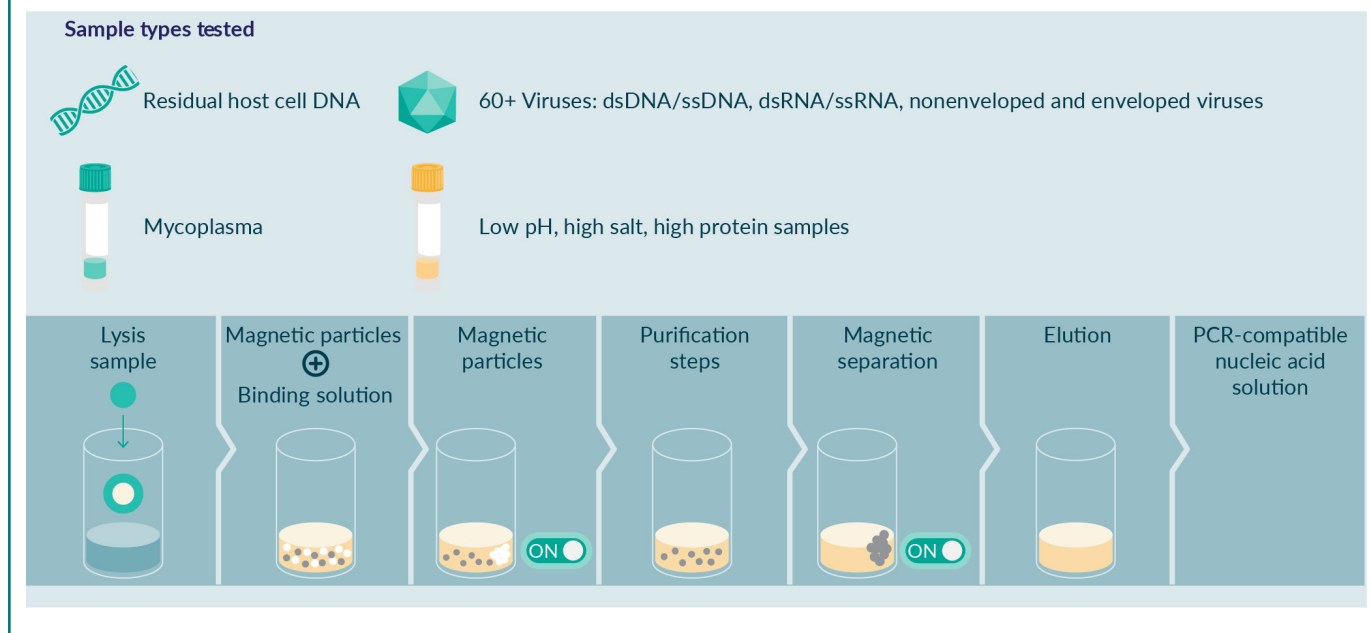 Sample types tested
Residual host cell DNA
60+ Viruses: dsDNA/ssDNA, dsRNA/ssRNA, nonenveloped and enveloped viruses
Mycoplasma
Low pH, high salt, high protein samples
Lysis
sample
Magnetic particles
+
Binding solution
Magnetic
particles
ON
Purification
steps
Magnetic
separation
ON
Elution
PCR-compatible
nucleic acid
solution